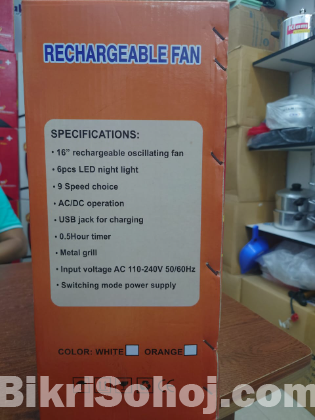 RECHARGEABLE FAN
SPECIFICATIONS:
• 16" rechargeable oscillating fan
• 6pcs LED night light
• 9 Speed choice
• AC/DC operation
• USB jack for charging
• 0.5Hour timer
• Metal grill
• Input voltage AC 110-240V 50/60Hz
• Switching mode power supply
COLOR: WHITE ORANGE
BikriSohoj.com